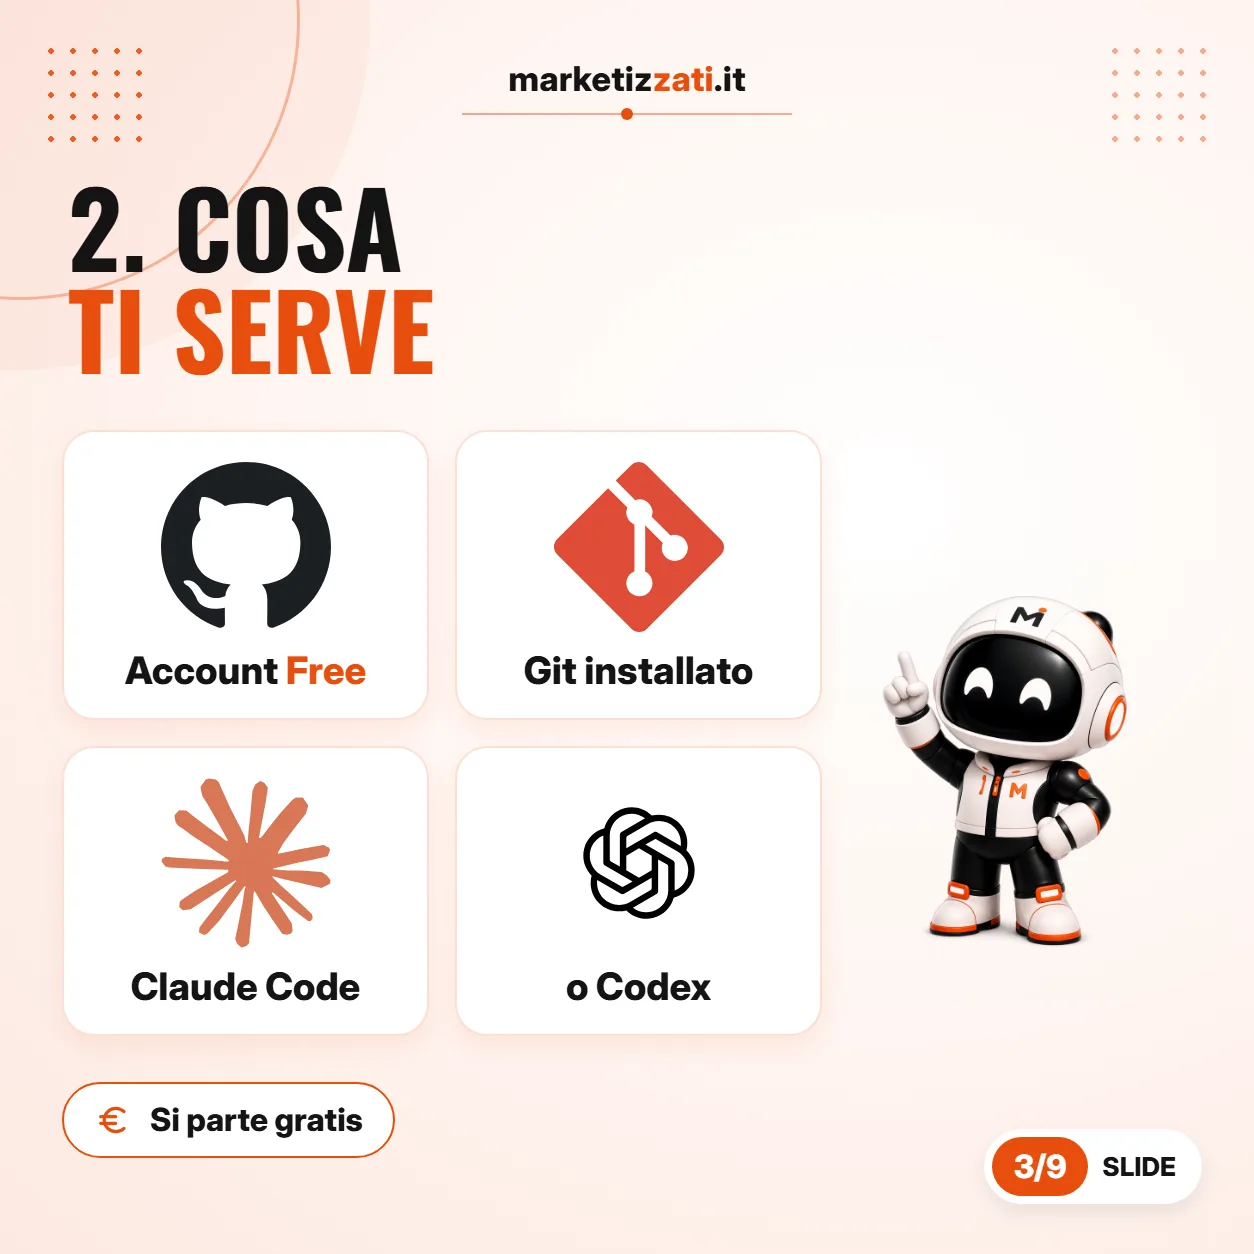 marketizzati.it
2. COSA
TI SERVE
Account Free
Git installato
Claude Code
o Codex
€ Si parte gratis
M
M
3/9 SLIDE